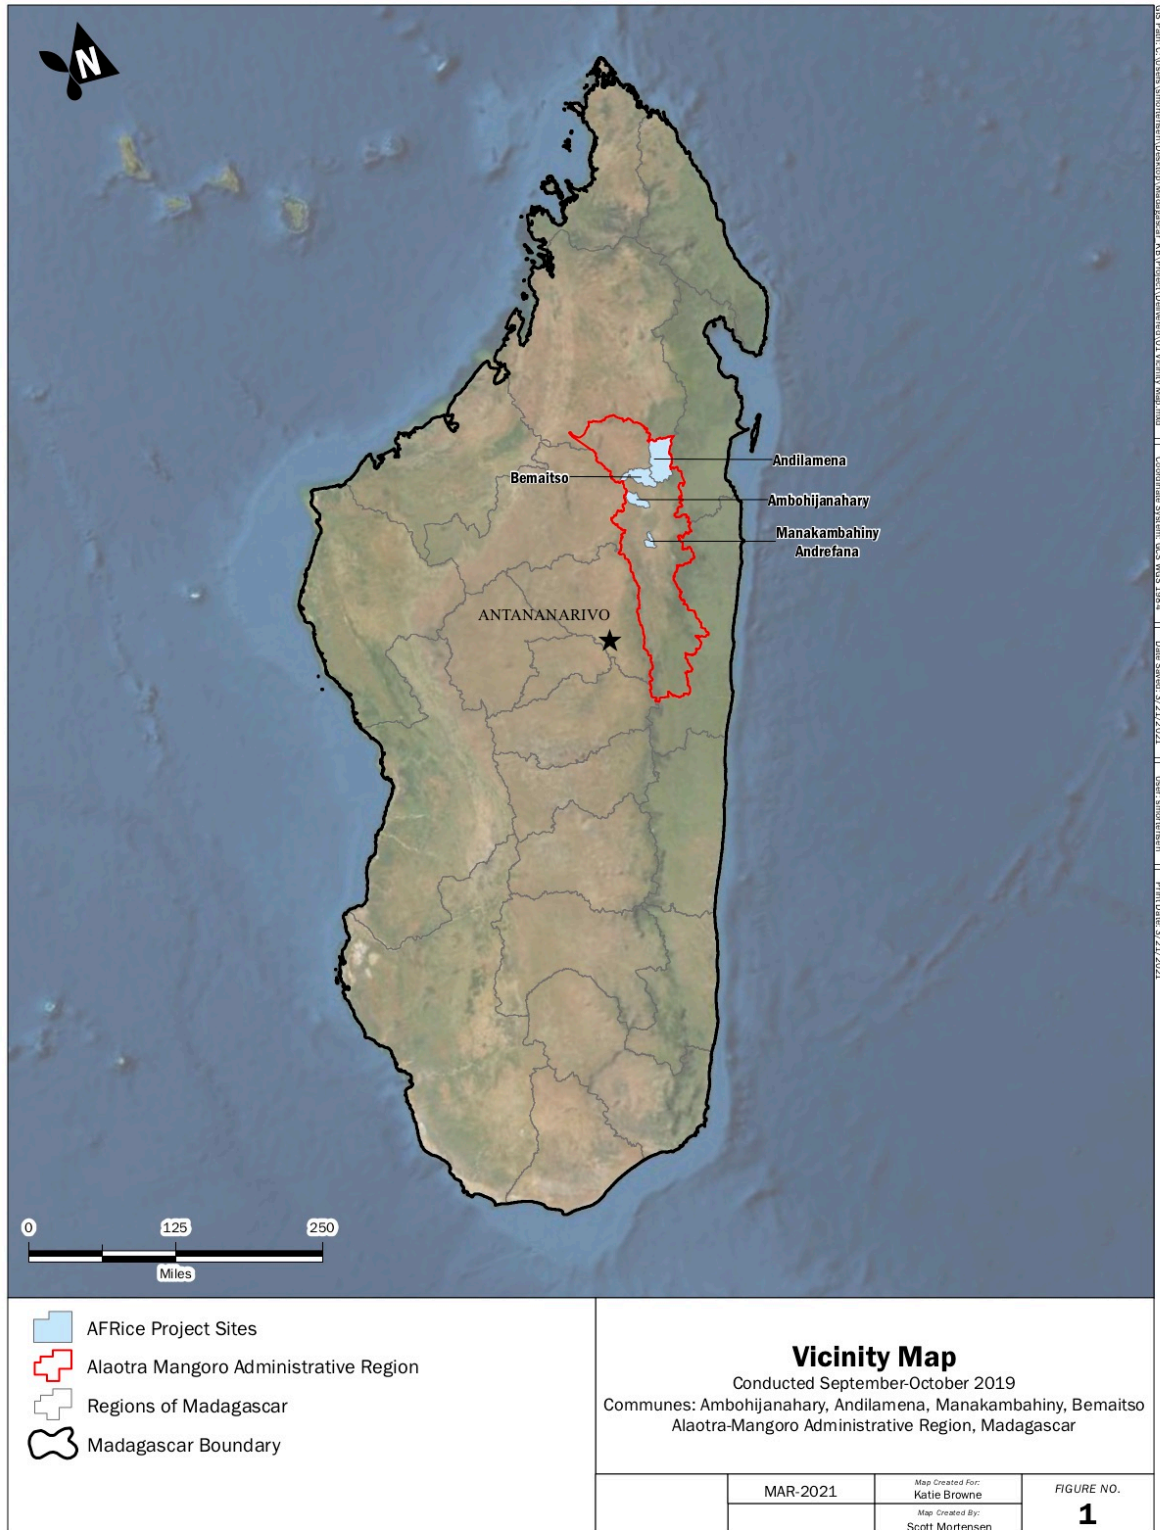 N
Andilamena
Bemaitso
Ambohijanahary
Manakambahiny
Andrefana
ANTANANARIVO
0 125 250
Miles
AFRice Project Sites
Alaotra Mangoro Administrative Region
Regions of Madagascar
Madagascar Boundary
Vicinity Map
Conducted September-October 2019
Communes: Ambohijanahary, Andilamena, Manakambahiny, Bemaitso
Alaotra-Mangoro Administrative Region, Madagascar
MAR-2021
Map Created For:
Katie Browne
Map Created By:
Scott Mortensen
FIGURE NO.
1